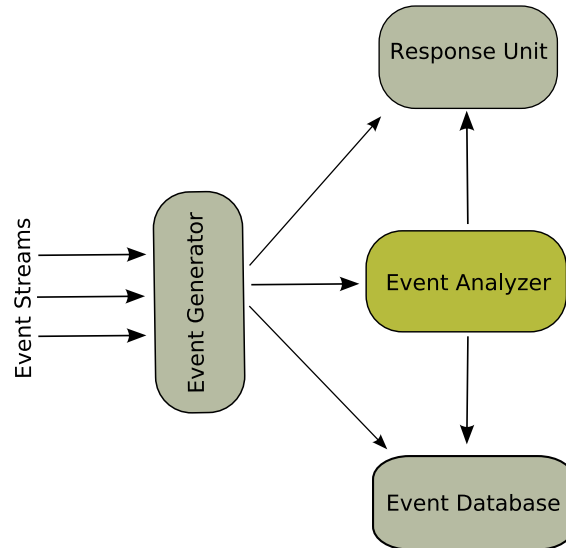 Event Streams
Event Generator
Response Unit
Event Analyzer
Event Database